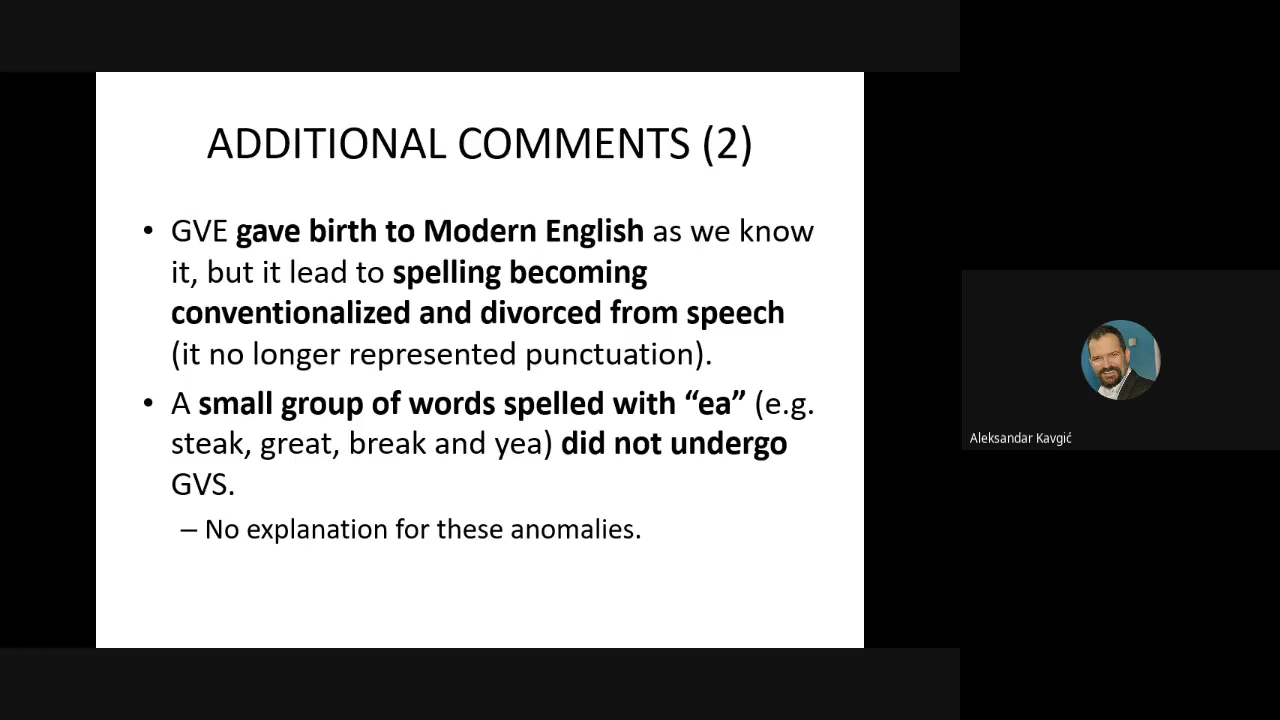 ADDITIONAL COMMENTS (2)
• GVE gave birth to Modern English as we know
it, but it lead to spelling becoming
conventionalized and divorced from speech
(it no longer represented punctuation).
• A small group of words spelled with “ea” (e.g.
steak, great, break and yea) did not undergo
GVS.
– No explanation for these anomalies.
Aleksandar Kavgić